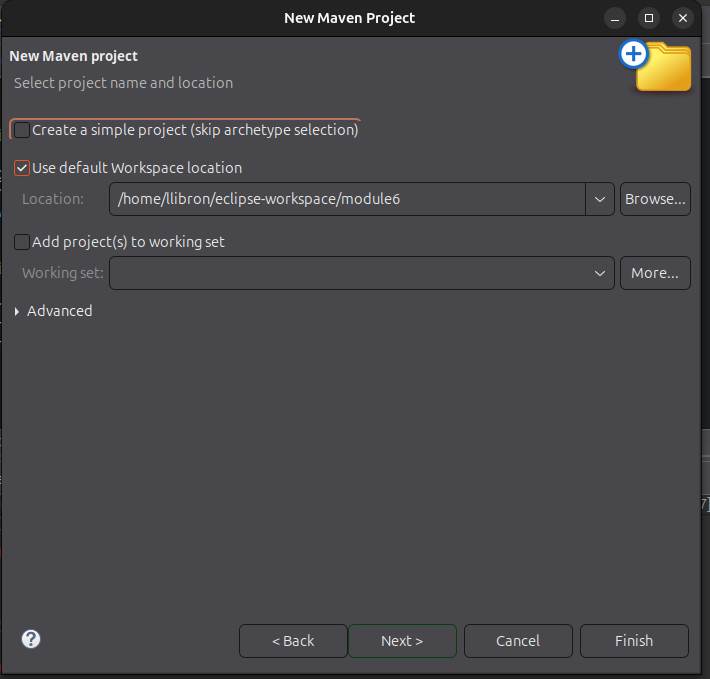 New Maven Project
New Maven project
Select project name and location
Create a simple project (skip archetype selection)
Use default Workspace location
Location: /home/llibron/eclipse-workspace/module6 Browse...
Add project(s) to working set
Working set: More...
Advanced
< Back Next > Cancel Finish